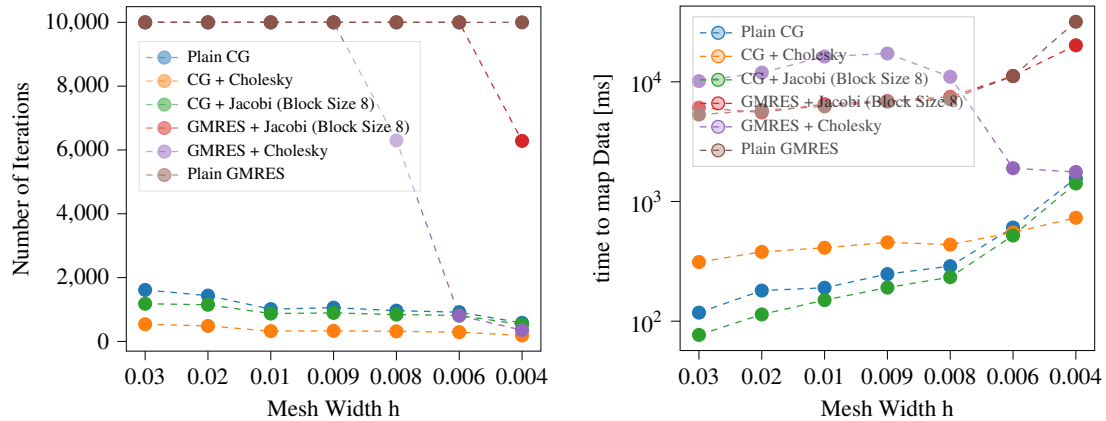 10,000
8,000
6,000
4,000
2,000
0
Number of Iterations
Plain CG
CG + Cholesky
CG + Jacobi (Block Size 8)
GMRES + Jacobi (Block Size 8)
GMRES + Cholesky
Plain GMRES
0.03 0.02 0.01 0.009 0.008 0.006 0.004
Mesh Width h
10^4
10^3
10^2
time to map Data [ms]
Plain CG
CG + Cholesky
CG + Jacobi (Block Size 8)
GMRES + Jacobi (Block Size 8)
GMRES + Cholesky
Plain GMRES
0.03 0.02 0.01 0.009 0.008 0.006 0.004
Mesh Width h